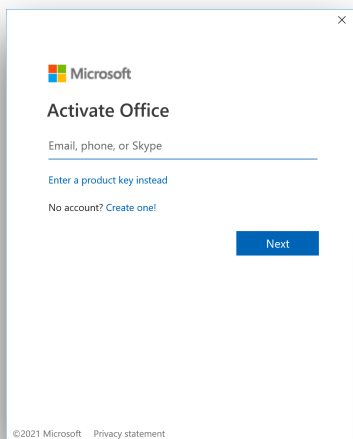 Microsoft
Activate Office
Email, phone, or Skype
Enter a product key instead
No account? Create one!
Next
©2021 Microsoft Privacy statement